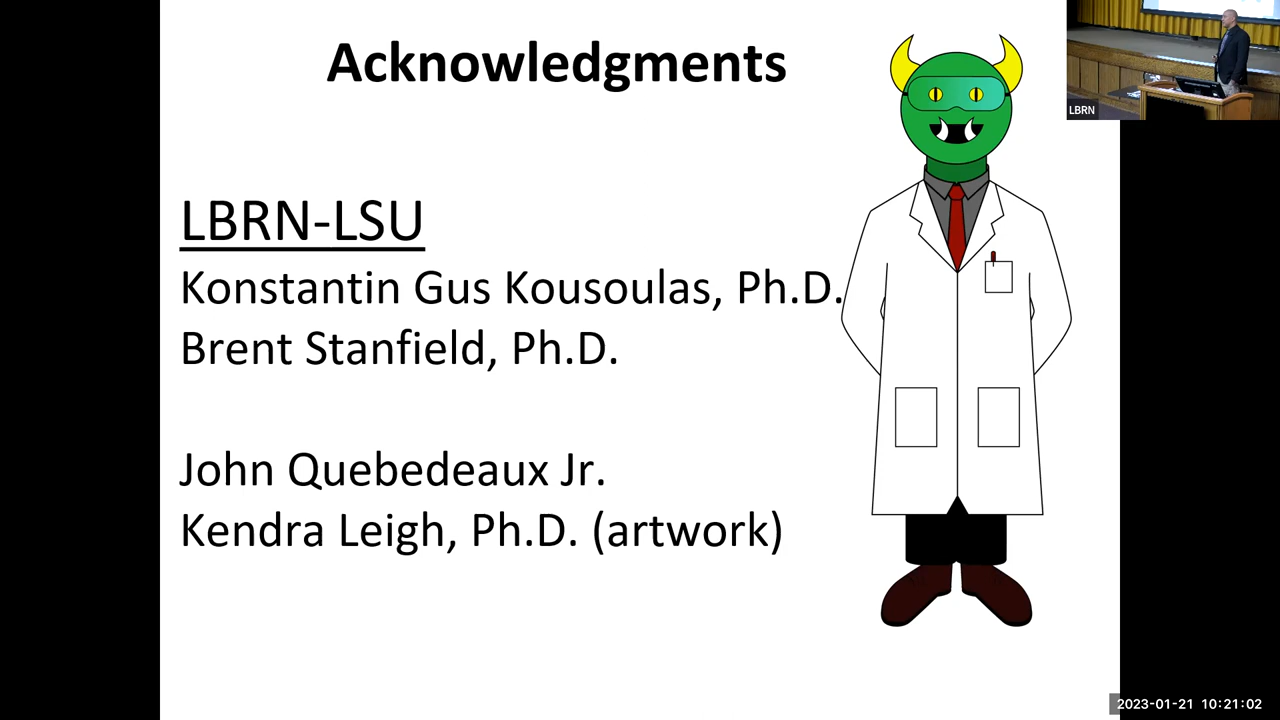 Acknowledgments
LBRN-LSU
Konstantin Gus Kousoulas, Ph.D.
Brent Stanfield, Ph.D.
John Quebedeaux Jr.
Kendra Leigh, Ph.D. (artwork)
LBRN
2023-01-21 10:21:02